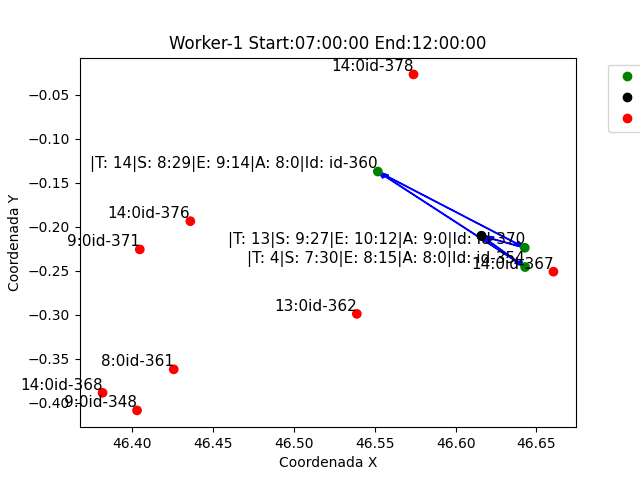 Worker-1 Start:07:00:00 End:12:00:00
14:0id-378
|T: 14|S: 8:29|E: 9:14|A: 8:0|Id: id-360
14:0id-376
9:0id-371
|T: 13|S: 9:27|E: 10:12|A: 9:0|Id: id-370
|T: 4|S: 7:30|E: 8:15|A: 8:0|Id: id-354
14:0id-367
13:0id-362
8:0id-361
14:0id-368
9:0id-348
−0.05
−0.10
−0.15
−0.20
−0.25
−0.30
−0.35
−0.40
Coordenada Y
46.40 46.45 46.50 46.55 46.60 46.65
Coordenada X